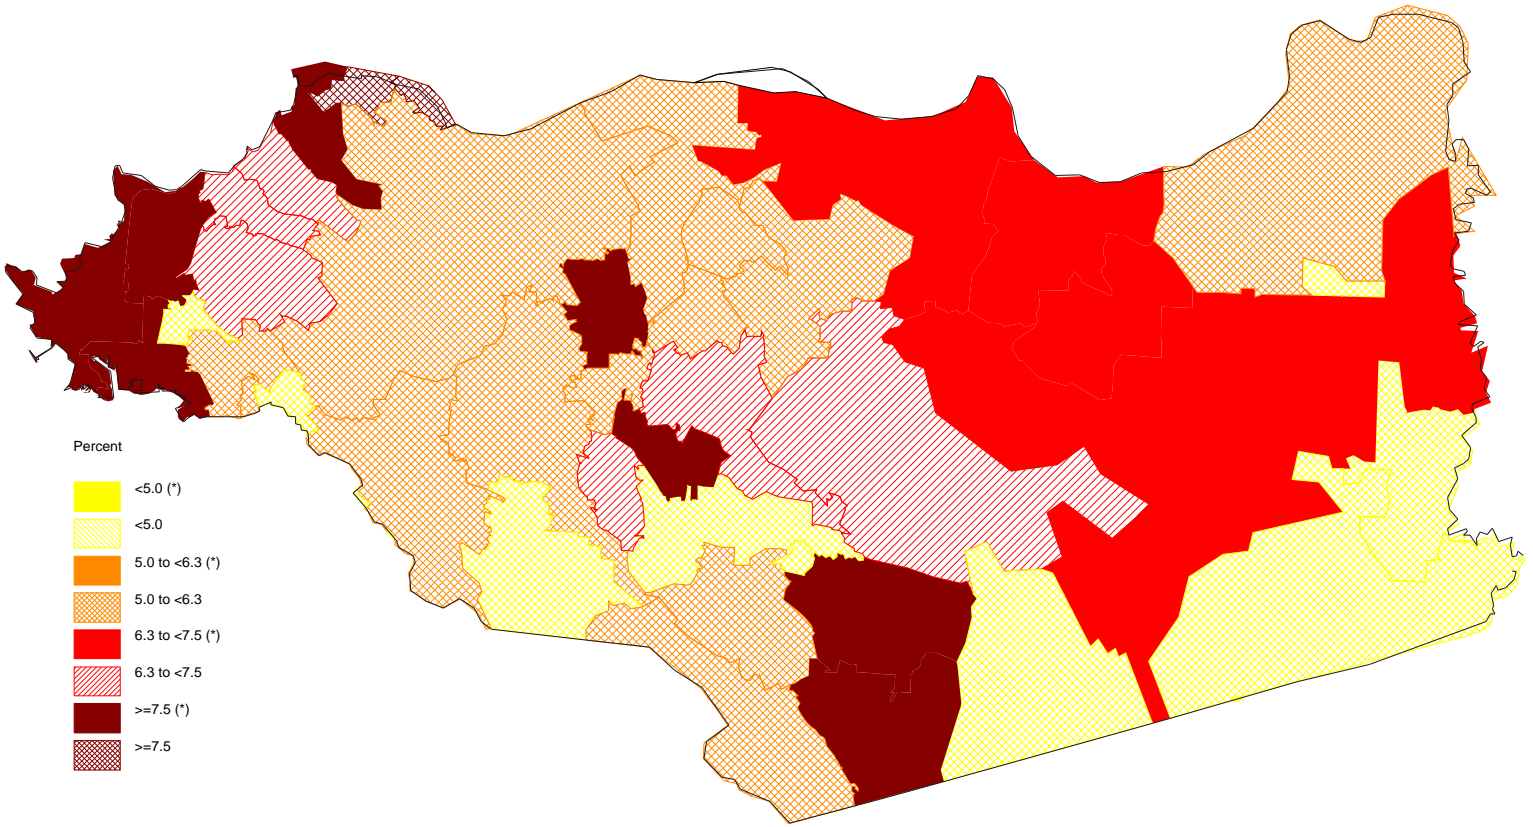 Percent
<5.0 (*)
<5.0
5.0 to <6.3 (*)
5.0 to <6.3
6.3 to <7.5 (*)
6.3 to <7.5
>=7.5 (*)
>=7.5